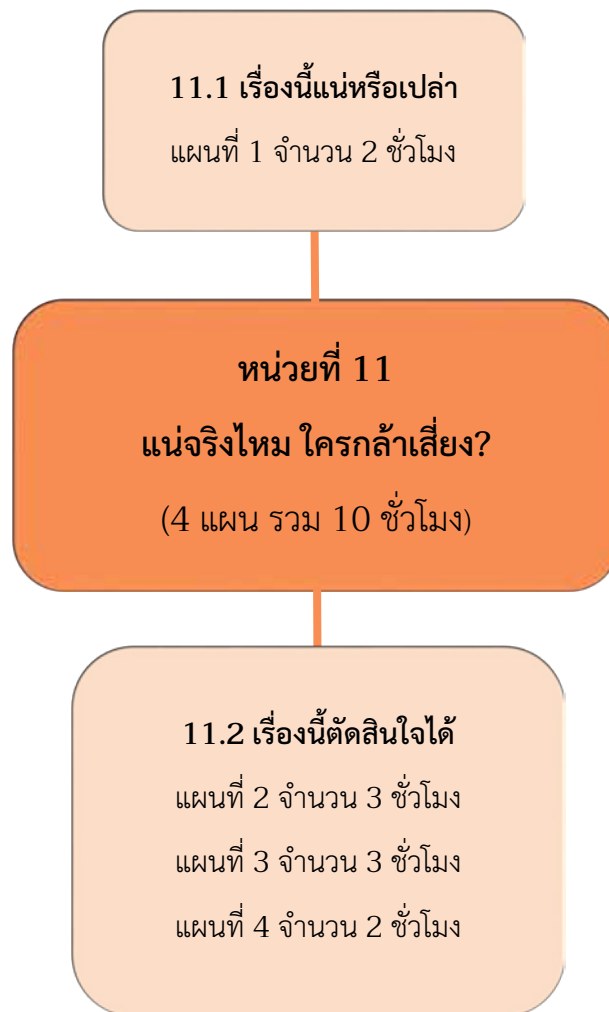 11.1 เรื่องนี้แน่หรือเปล่า
แผนที่ 1 จำนวน 2 ชั่วโมง
หน่วยที่ 11
แน่จริงไหม ใครกล้าเสี่ยง?
(4 แผน รวม 10 ชั่วโมง)
11.2 เรื่องนี้ตัดสินใจได้
แผนที่ 2 จำนวน 3 ชั่วโมง
แผนที่ 3 จำนวน 3 ชั่วโมง
แผนที่ 4 จำนวน 2 ชั่วโมง